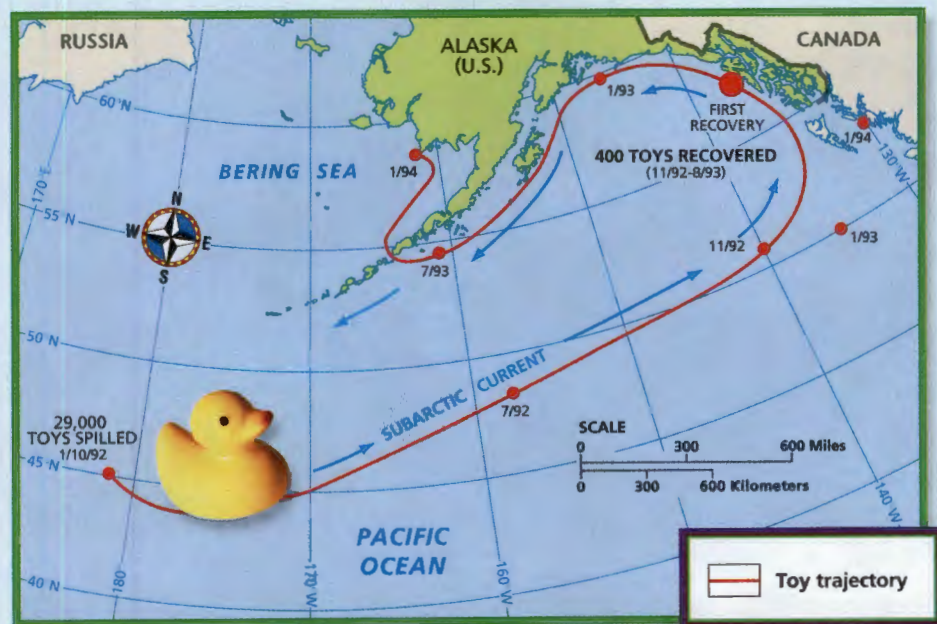 RUSSIA
ALASKA
(U.S.)
CANADA
60°N
1/93
FIRST
RECOVERY
1/94
130°W
170°E
BERING SEA
1/94
400 TOYS RECOVERED
(11/92-8/93)
55°N
N
W
E
S
7/93
11/92
1/93
50 N
SUBARCTIC CURRENT
7/92
29,000
TOYS SPILLED
1/10/92
45 N
SCALE
0 300 600 Miles
0 300 600 Kilometers
140°W
PACIFIC
OCEAN
40 N
180
170°W
160°W
Toy trajectory